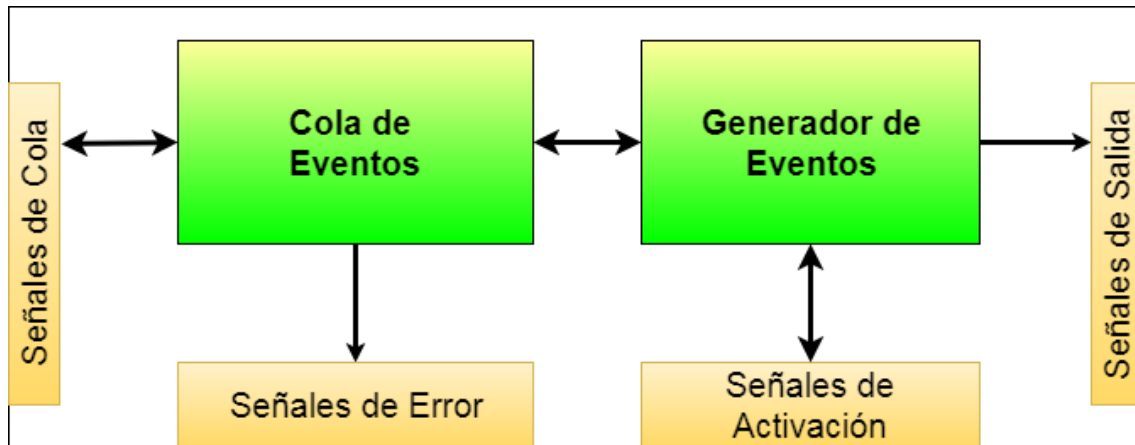 Señales de Cola
Cola de
Eventos
Generador de
Eventos
Señales de Salida
Señales de Error
Señales de
Activación